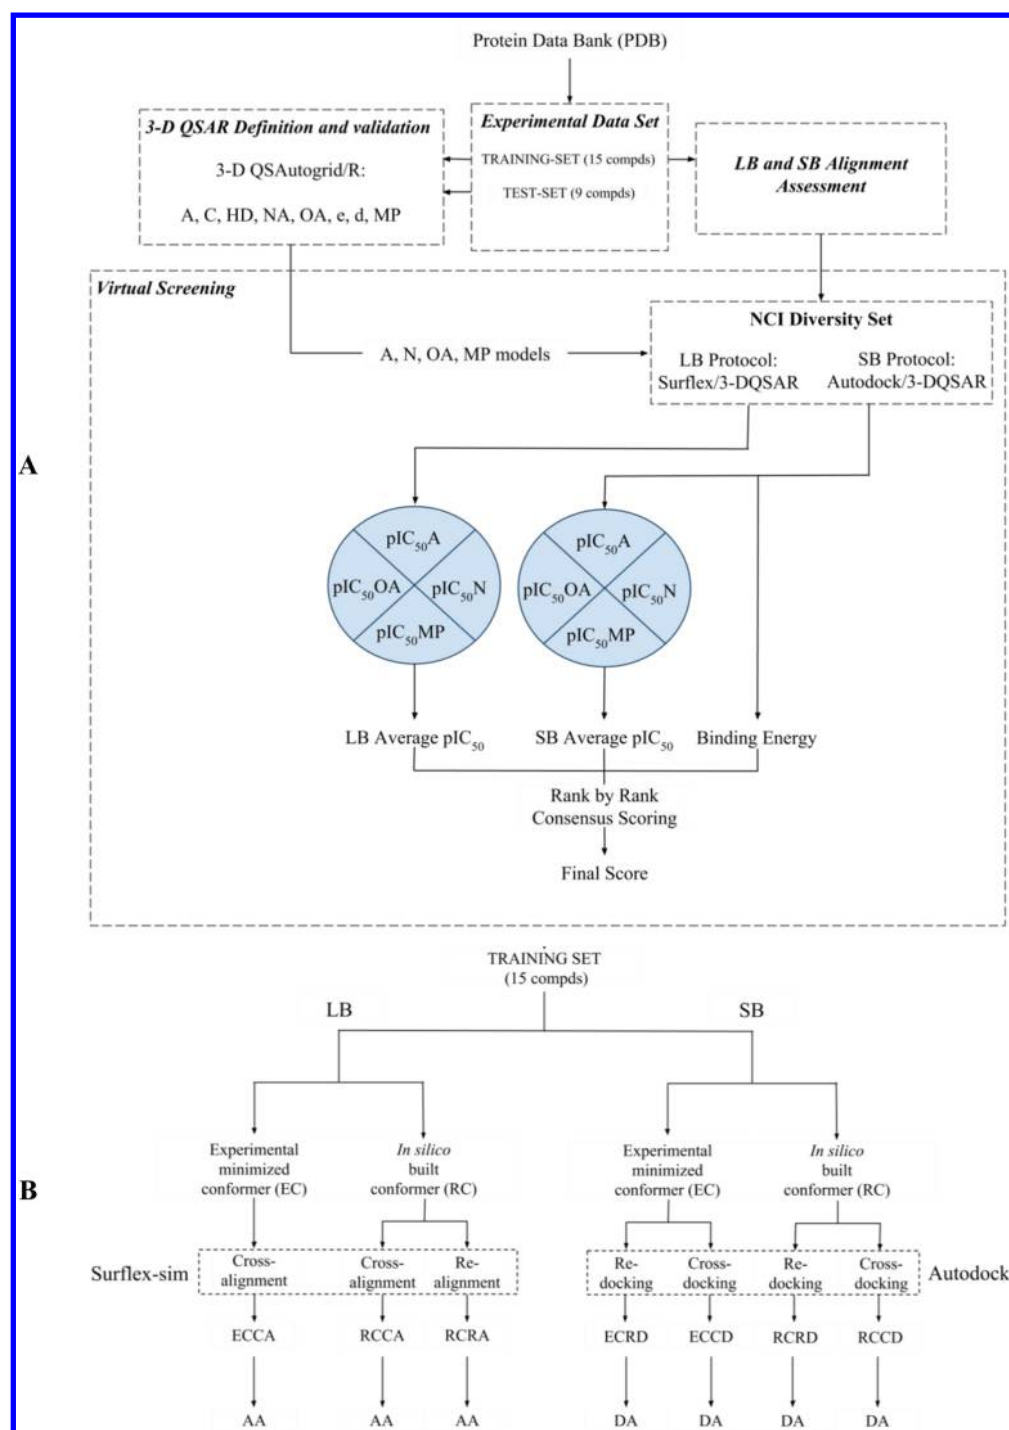 Protein Data Bank (PDB)
3-D QSAR Definition and validation
3-D QSAutogrid/R:
A, C, HD, NA, OA, e, d, MP
Experimental Data Set
TRAINING-SET (15 compds)
TEST-SET (9 compds)
LB and SB Alignment
Assessment
Virtual Screening
A, N, OA, MP models
NCI Diversity Set
LB Protocol:
Surflex/3-DQSAR
SB Protocol:
Autodock/3-DQSAR
A
pIC50A
pIC50OA
pIC50N
pIC50MP
pIC50A
pIC50OA
pIC50N
pIC50MP
LB Average pIC50
SB Average pIC50
Binding Energy
Rank by Rank
Consensus Scoring
Final Score
TRAINING SET
(15 compds)
LB
SB
B
Experimental
minimized
conformer (EC)
In silico
built
conformer (RC)
Experimental
minimized
conformer (EC)
In silico
built
conformer (RC)
Surflex-sim
Cross-
alignment
Cross-
alignment
Re-
alignment
Re-
docking
Cross-
docking
Re-
docking
Cross-
docking
Autodock
ECCA
RCCA
RCRA
ECRD
ECCD
RCRD
RCCD
AA
AA
AA
DA
DA
DA
DA